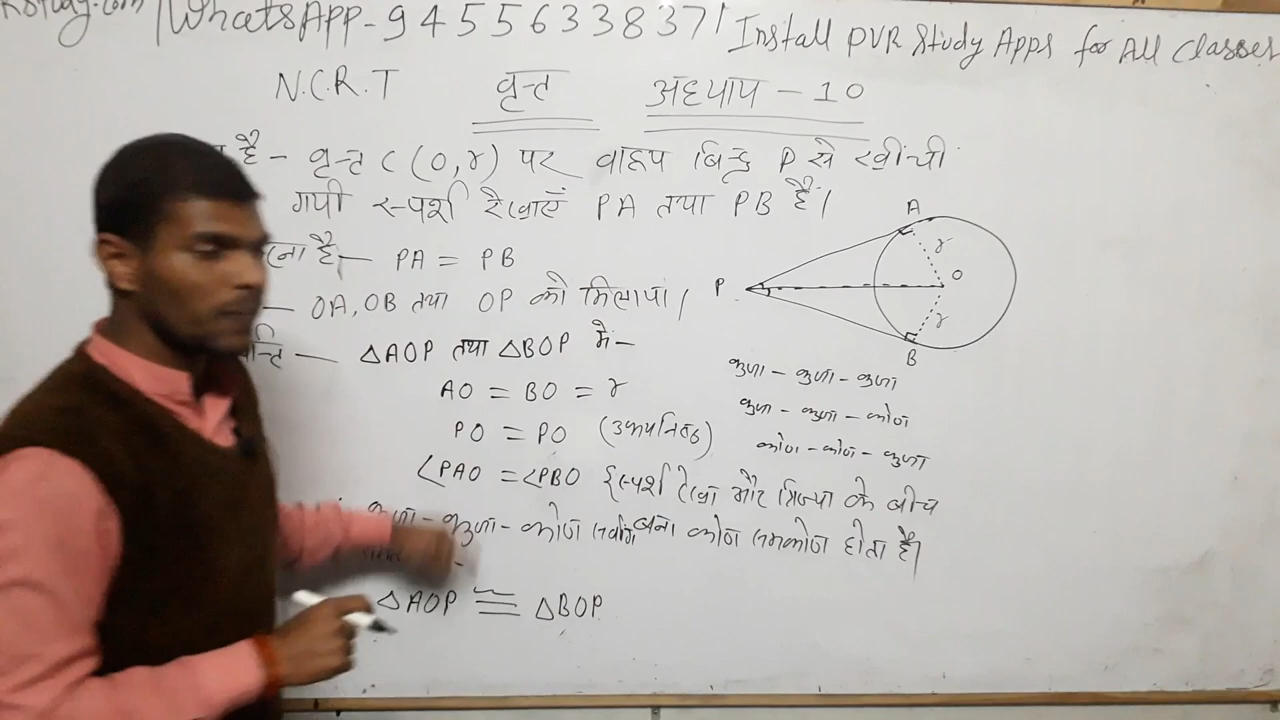 WhatsApp-9455633837 Install PVR Study Apps for All Classes
N.C.R.T वृन्त अध्याय - 10
है - वृन्त C (O, r) पर वाह्य बिन्दु P से खींची
गयी स्पर्श रेखाएँ PA तथा PB है।
है - PA = PB
- OA, OB तथा OP को मिलाया।
- △AOP तथा △BOP में -
AO = BO = r
PO = PO (उभयनिष्ठ)
∠PAO = ∠PBO {स्पर्श रेखा और त्रिज्या के बीच
बना कोण समकोण होता है।
भुजा - भुजा - कोण
△AOP ≅ △BOP
A
r
O
P
r
B
भुजा - भुजा - भुजा
भुजा - भुजा - कोण
कोण - कोण - भुजा